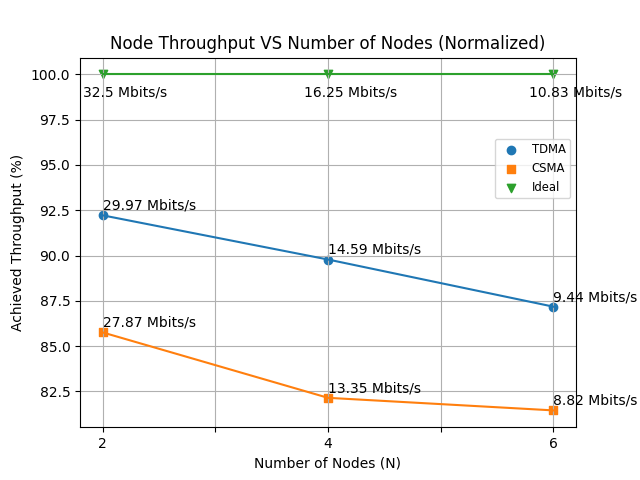 Node Throughput VS Number of Nodes (Normalized)
Achieved Throughput (%)
100.0
97.5
95.0
92.5
90.0
87.5
85.0
82.5
32.5 Mbits/s
16.25 Mbits/s
10.83 Mbits/s
TDMA
CSMA
Ideal
29.97 Mbits/s
14.59 Mbits/s
9.44 Mbits/s
27.87 Mbits/s
13.35 Mbits/s
8.82 Mbits/s
2
4
6
Number of Nodes (N)